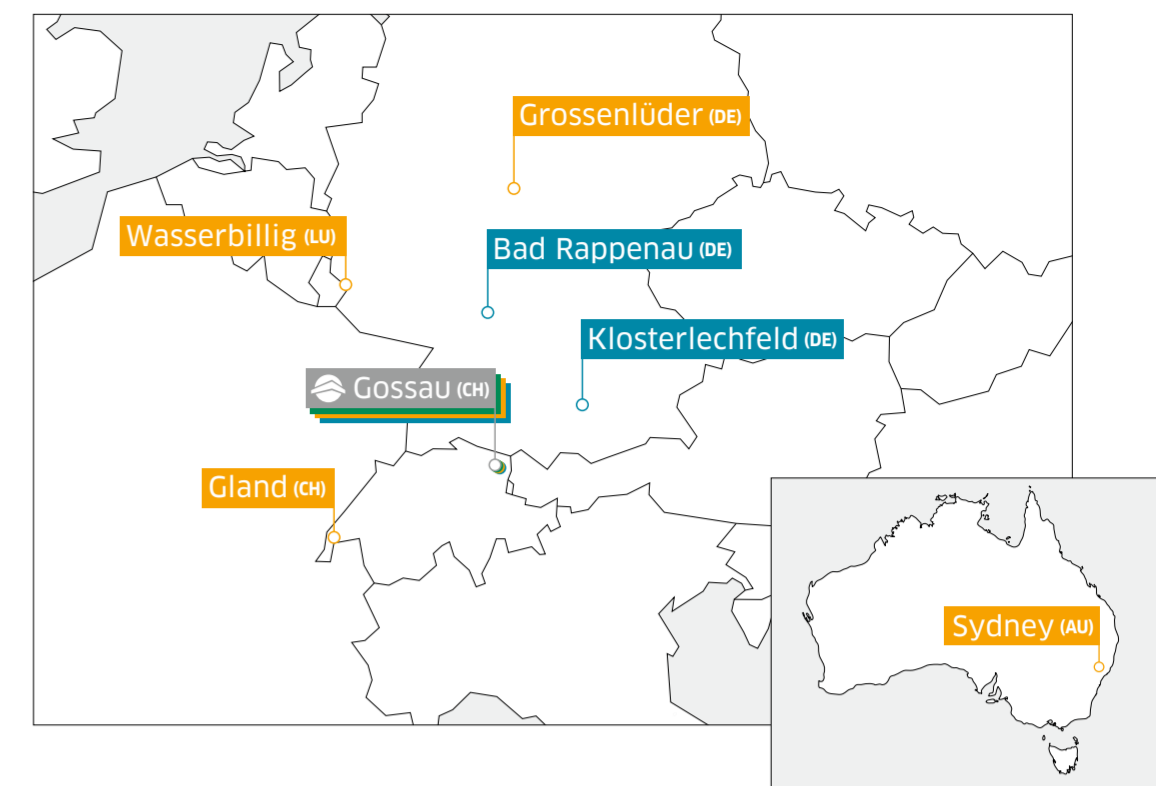 Grossenlüder (DE)
Wasserbillig (LU)
Bad Rappenau (DE)
Klosterlechfeld (DE)
Gossau (CH)
Gland (CH)
Sydney (AU)